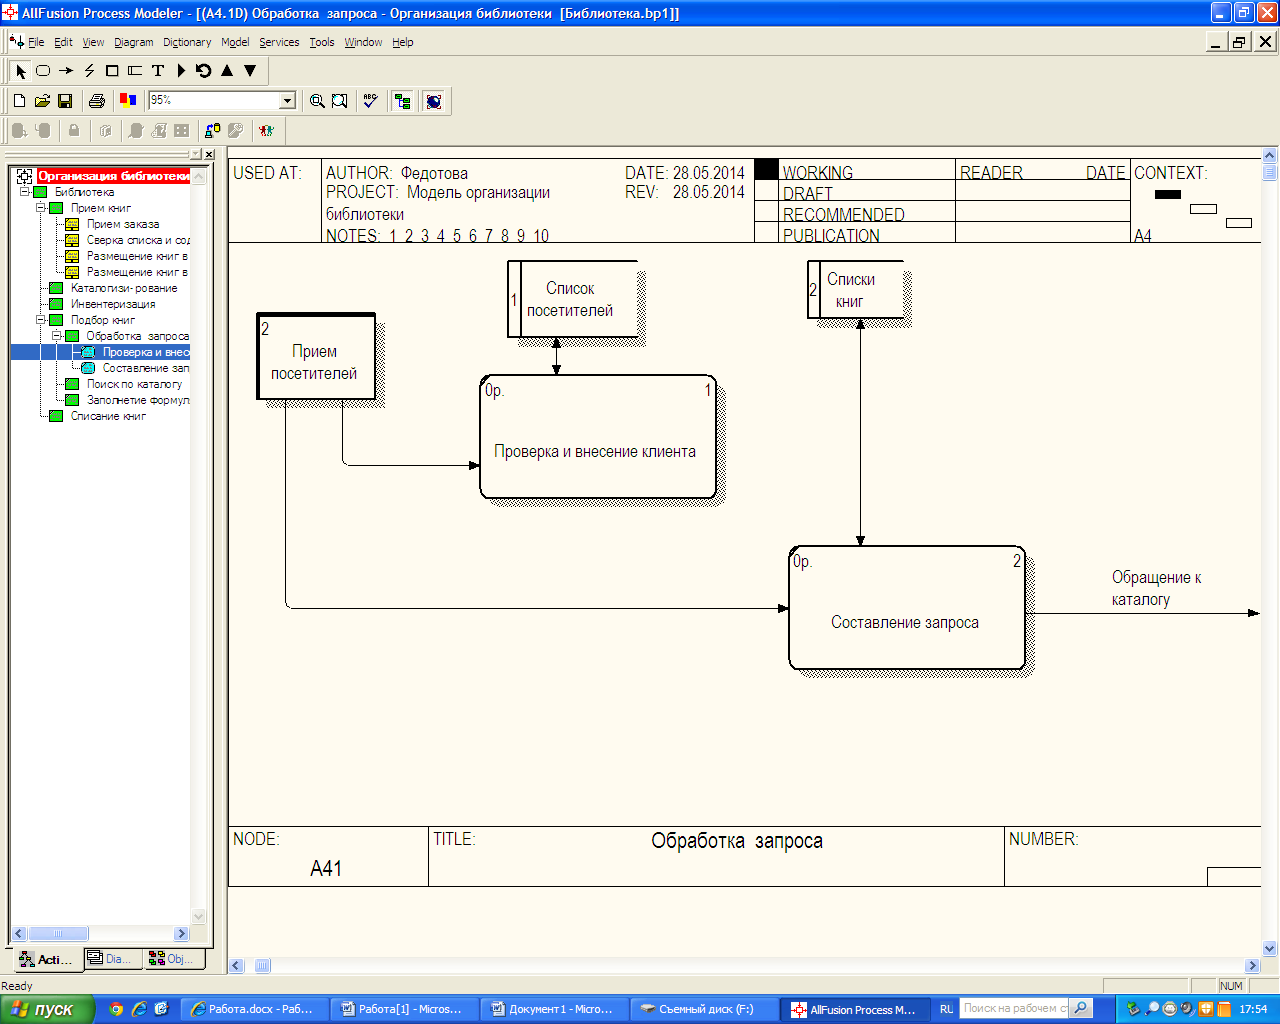 AllFusion Process Modeler - [(A4.1D) Обработка  запроса - Организация библиотеки  [Библиотека.bp1]]
File Edit View Diagram Dictionary Model Services Tools Window Help
T
95%
ABC
Организация библиотеки
Библиотека
Прием книг
Прием заказа
Сверка списка и сод
Размещение книг в
Размещение книг в
Каталогизи- рование
Инвентеризация
Подбор книг
Обработка  запроса
Проверка и внес
Составление зап
Поиск по каталогу
Заполнетие формул
Списание книг
Acti... Dia... Obj...
USED AT:
AUTHOR:  Федотова
DATE: 28.05.2014
PROJECT:  Модель организации
REV:  28.05.2014
библиотеки
NOTES:  1  2  3  4  5  6  7  8  9  10
WORKING
DRAFT
RECOMMENDED
PUBLICATION
READER
DATE
CONTEXT:
A4
1
Список
посетителей
2
Списки
книг
2
Прием
посетителей
0р.
1
Проверка и внесение клиента
0р.
2
Составление запроса
Обращение к
каталогу
NODE:
A41
TITLE:
Обработка  запроса
NUMBER:
Ready
NUM
пуск
Работа.docx - Раб...
Работа[1] - Micros...
Документ1 - Micro...
Съемный диск (F:)
AllFusion Process M...
RU
Поиск на рабочем ст
17:54